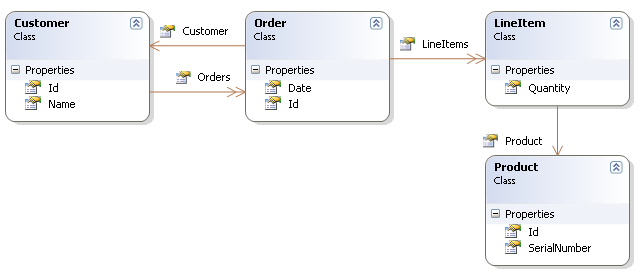 Customer
Class
Properties
Id
Name
Customer
Orders
Order
Class
Properties
Date
Id
LineItems
LineItem
Class
Properties
Quantity
Product
Product
Class
Properties
Id
SerialNumber